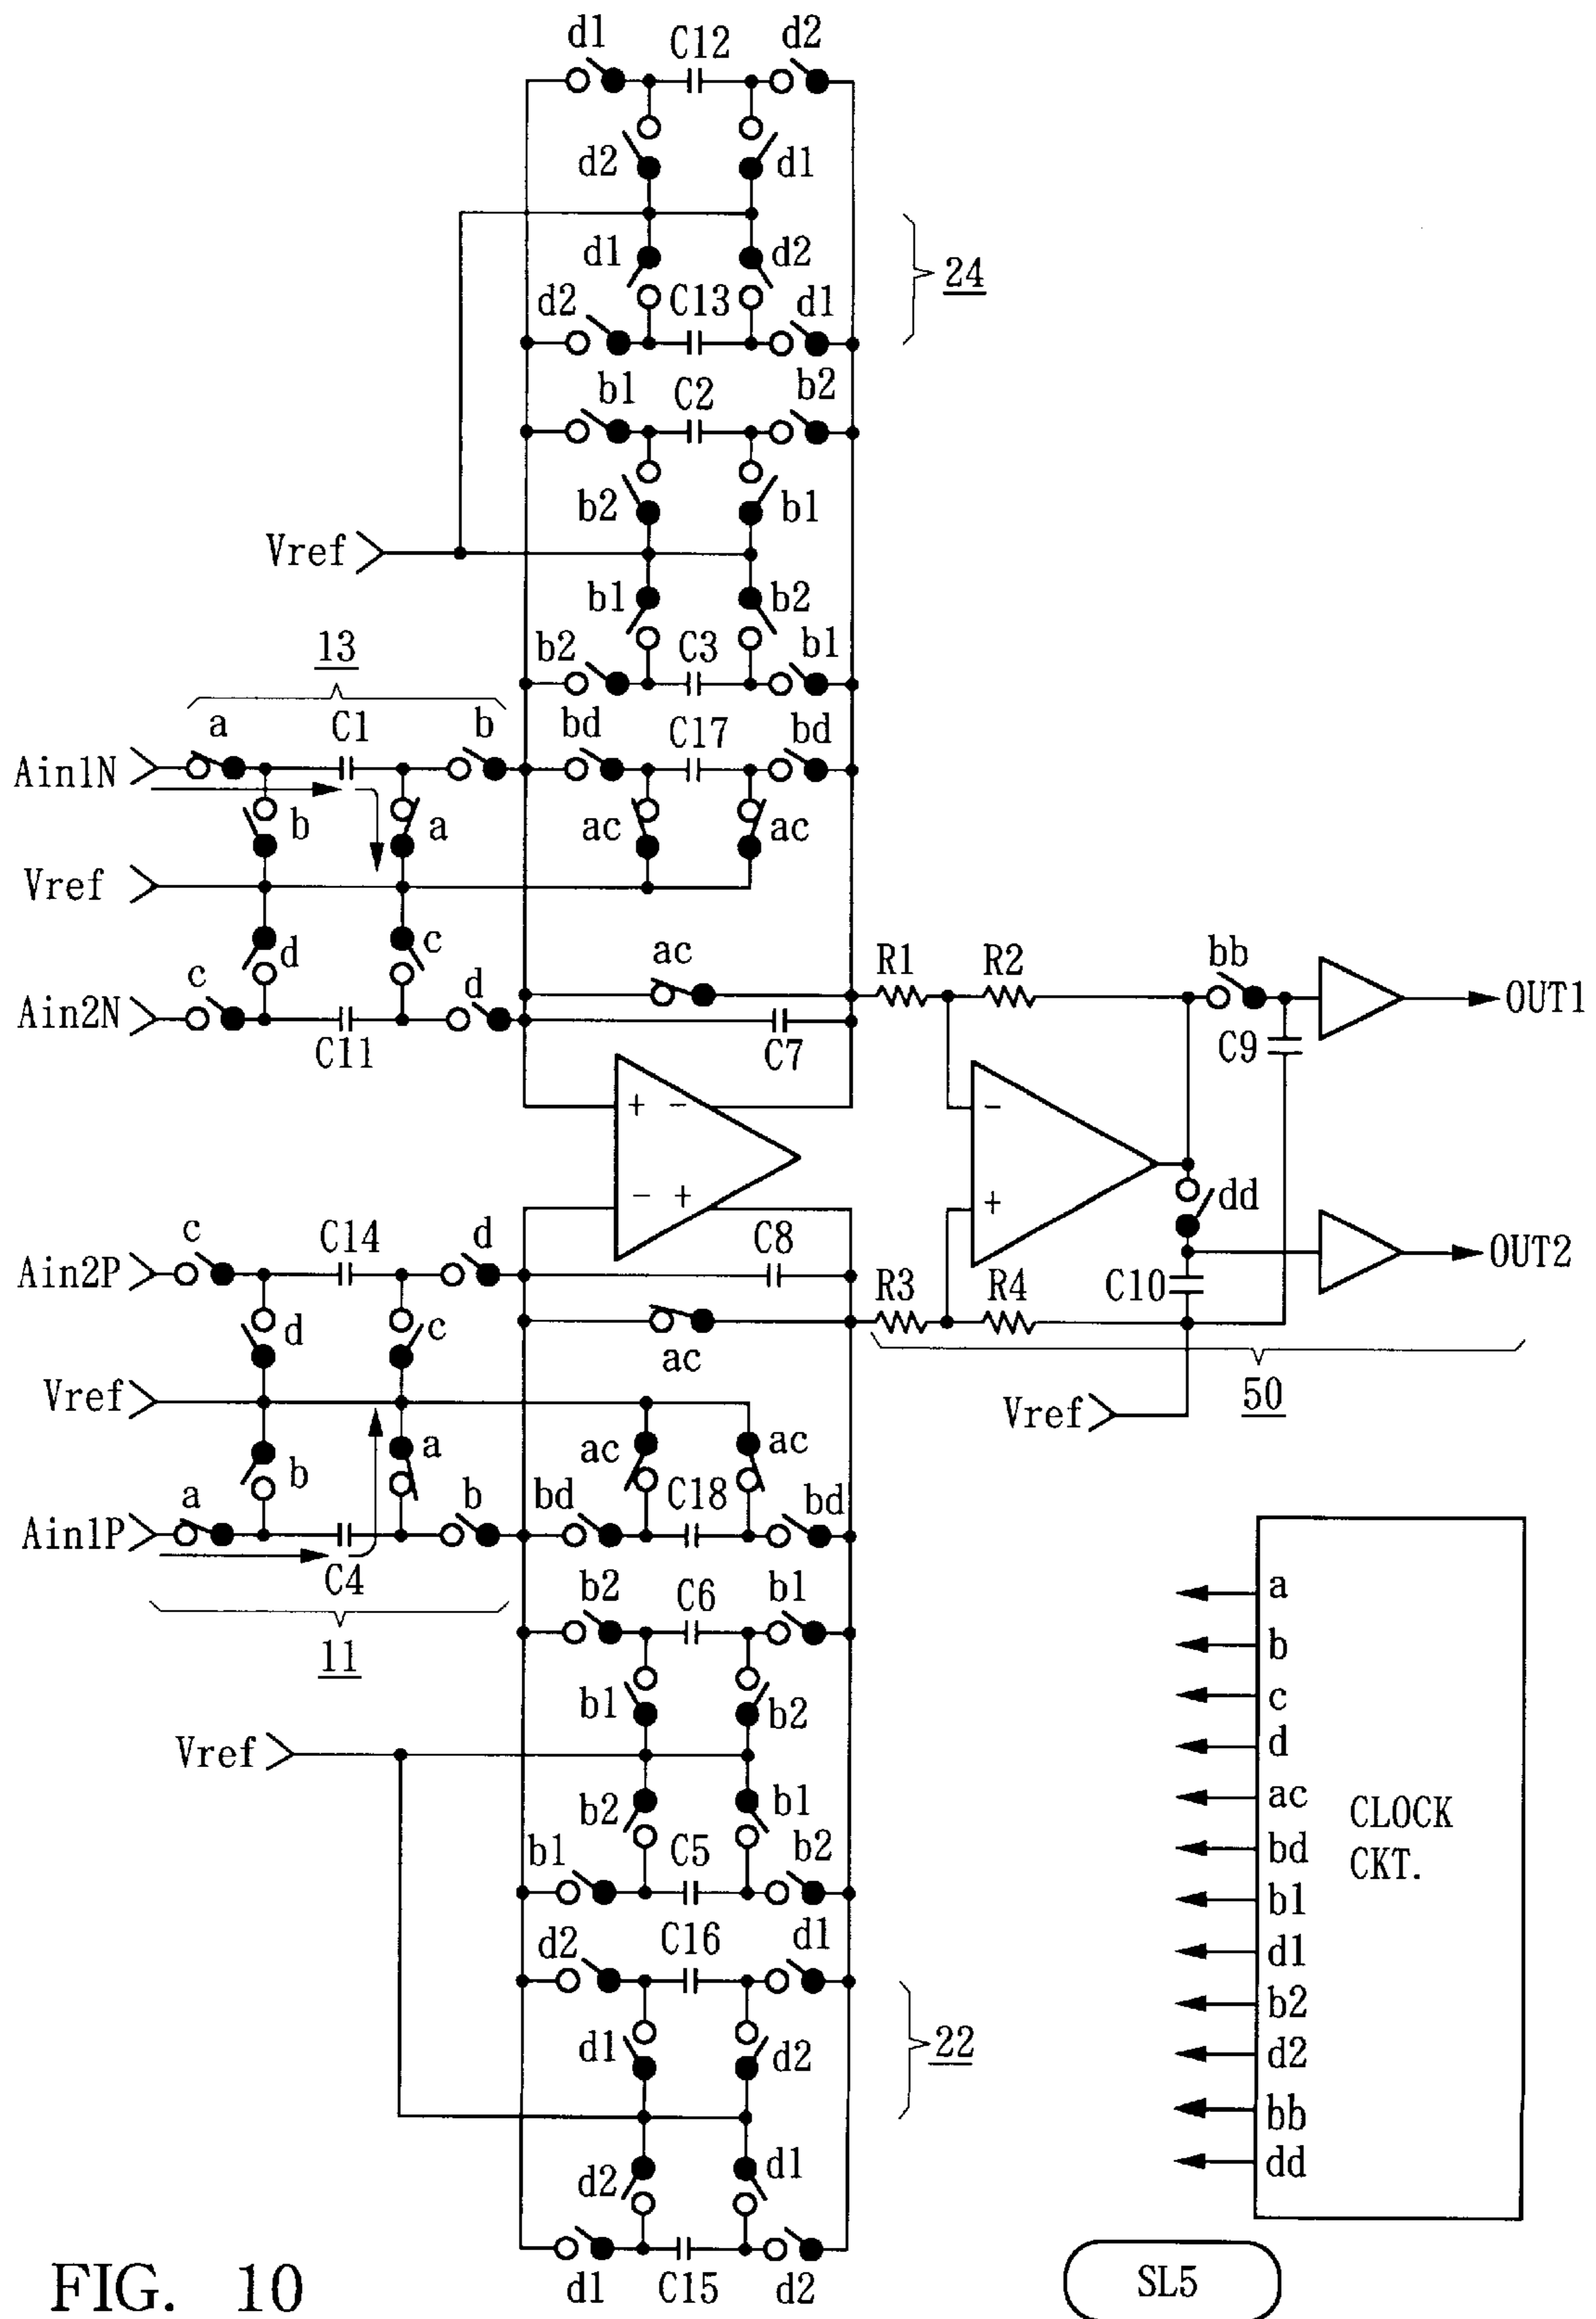 d1 C12 d2
d2 d1
d1 d2 24
d2 C13 d1
b1 C2 b2
b2 b1
Vref
b1 b2
13 b2 C3 b1
a C1 b bd C17 bd
Ain1N
b a ac ac
Vref
d c ac R1 R2 bb
c d
Ain2N OUT1
C11 C7 C9
+ − −
− + + dd
c C14 d C8
Ain2P OUT2
C10
d c R3 R4
ac
Vref 50
Vref
b a ac ac
a b bd C18 bd
Ain1P
C4 b2 C6 b1 a
11 b
b1 b2 c
Vref d
b2 b1 ac
CLOCK
b1 C5 b2 bd
CKT.
b1
d2 C16 d1 d1
b2
d1 d2 22 d2
bb
d2 d1 dd
d1 C15 d2
FIG. 10 SL5